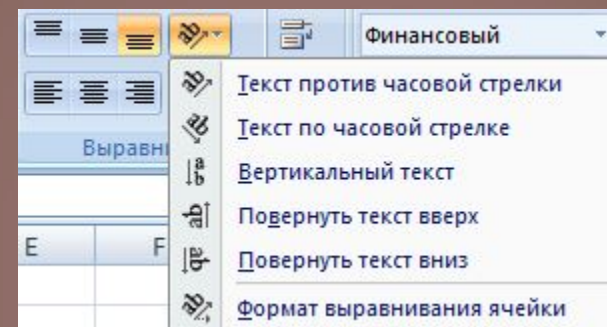 Финансовый
Текст против часовой стрелки
Текст по часовой стрелке
Выравн
Вертикальный текст
Повернуть текст вверх
E F
Повернуть текст вниз
Формат выравнивания ячейки